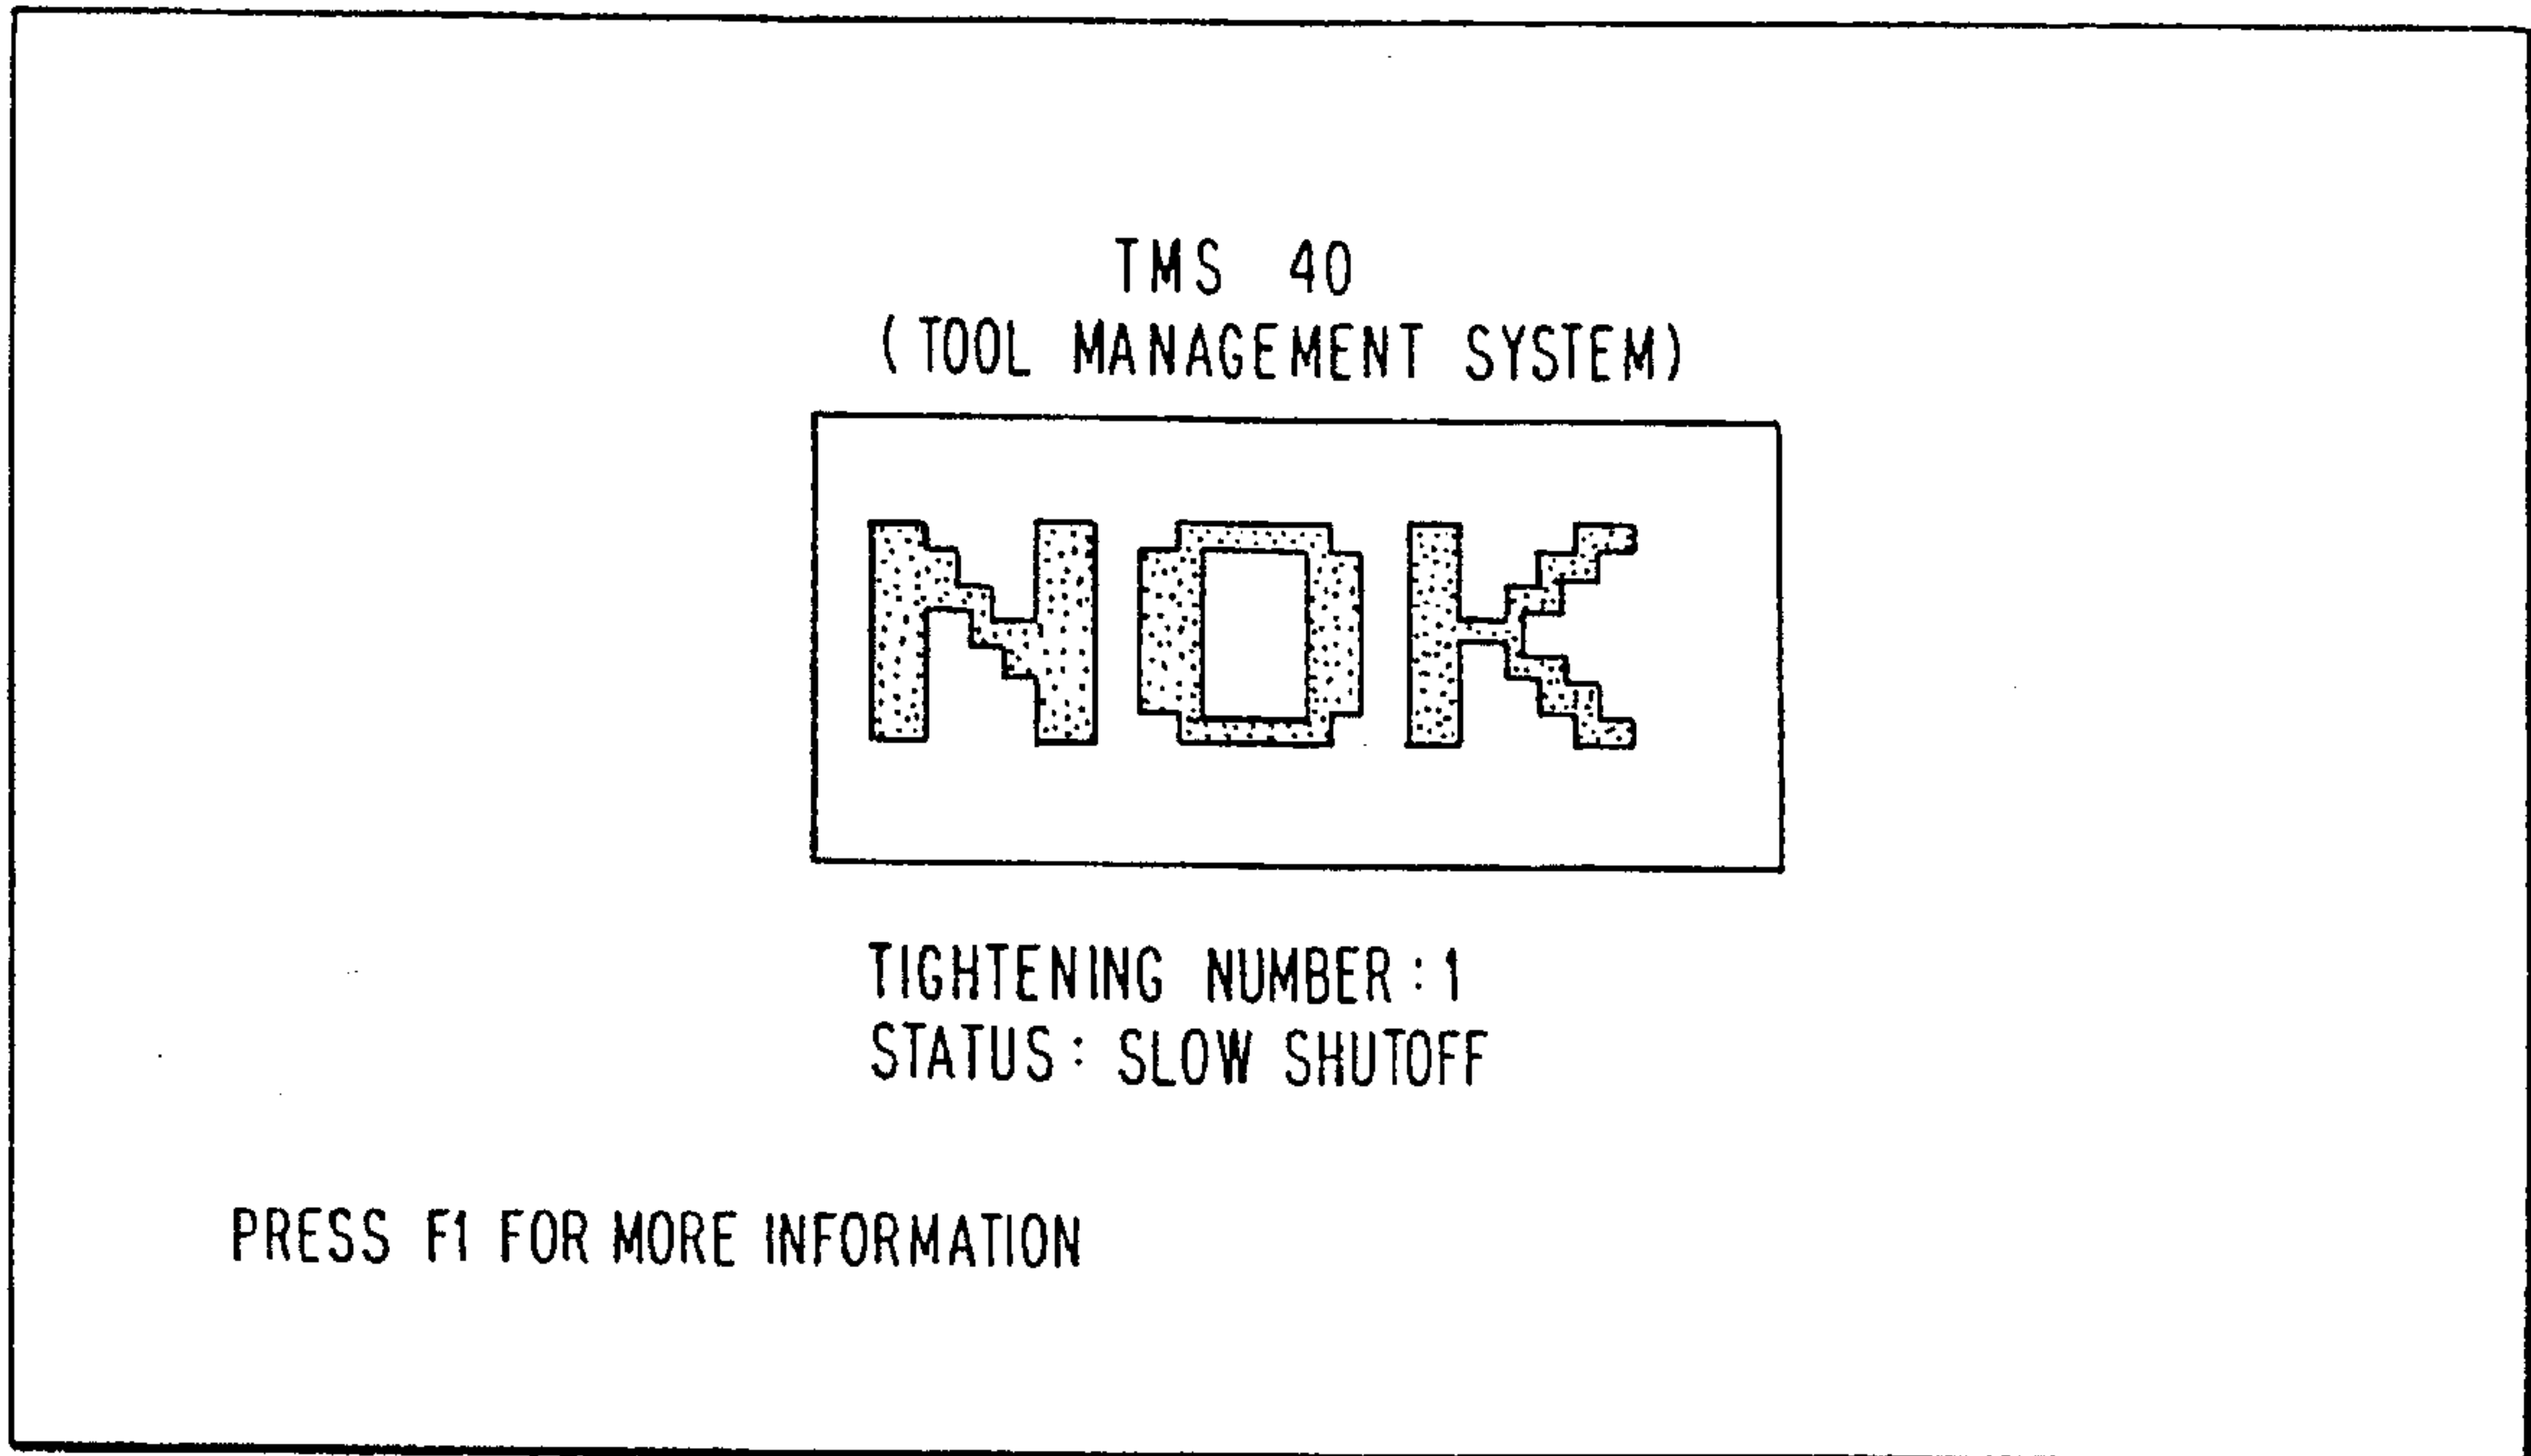 TMS 40
(TOOL MANAGEMENT SYSTEM)
NOK
TIGHTENING NUMBER:1
STATUS: SLOW SHUTOFF
PRESS F1 FOR MORE INFORMATION